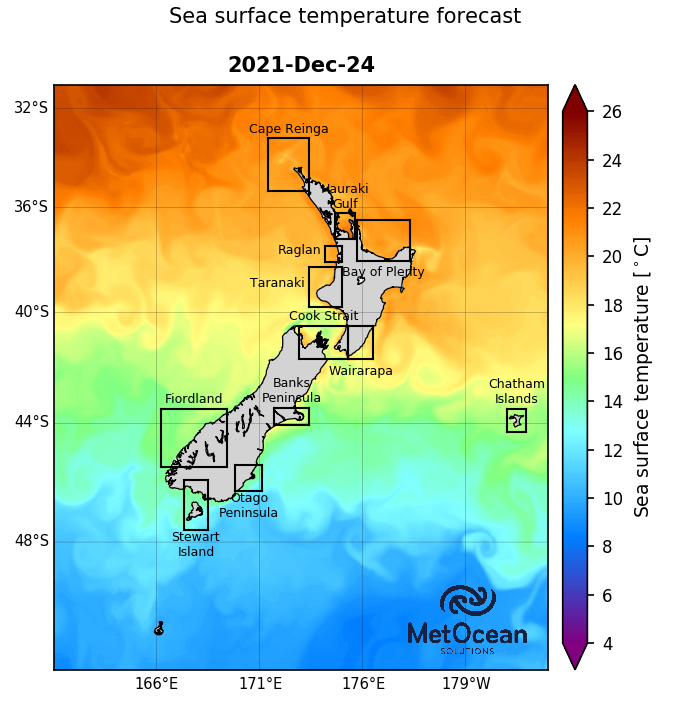 Sea surface temperature forecast
2021-Dec-24
32°S
36°S
40°S
44°S
48°S
166°E
171°E
176°E
179°W
Cape Reinga
Hauraki
Gulf
Raglan
Bay of Plenty
Taranaki
Cook Strait
Wairarapa
Banks
Peninsula
Chatham
Islands
Fiordland
Otago
Peninsula
Stewart
Island
MetOcean
SOLUTIONS
26
24
22
20
18
16
14
12
10
8
6
4
Sea surface temperature [°C]